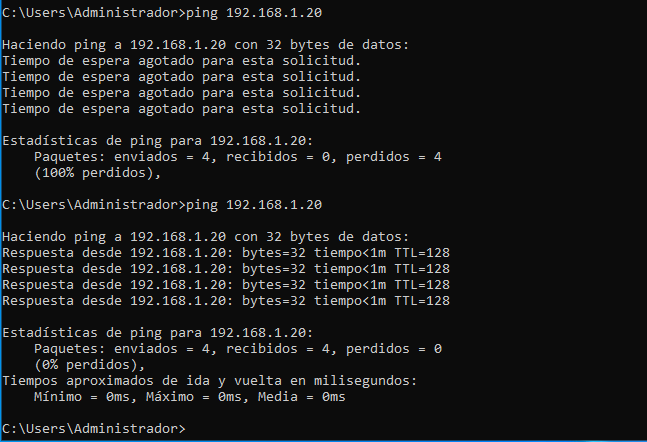 C:\Users\Administrador>ping 192.168.1.20
Haciendo ping a 192.168.1.20 con 32 bytes de datos:
Tiempo de espera agotado para esta solicitud.
Tiempo de espera agotado para esta solicitud.
Tiempo de espera agotado para esta solicitud.
Tiempo de espera agotado para esta solicitud.
Estadísticas de ping para 192.168.1.20:
    Paquetes: enviados = 4, recibidos = 0, perdidos = 4
    (100% perdidos),
C:\Users\Administrador>ping 192.168.1.20
Haciendo ping a 192.168.1.20 con 32 bytes de datos:
Respuesta desde 192.168.1.20: bytes=32 tiempo<1m TTL=128
Respuesta desde 192.168.1.20: bytes=32 tiempo<1m TTL=128
Respuesta desde 192.168.1.20: bytes=32 tiempo<1m TTL=128
Respuesta desde 192.168.1.20: bytes=32 tiempo<1m TTL=128
Estadísticas de ping para 192.168.1.20:
    Paquetes: enviados = 4, recibidos = 4, perdidos = 0
    (0% perdidos),
Tiempos aproximados de ida y vuelta en milisegundos:
    Mínimo = 0ms, Máximo = 0ms, Media = 0ms
C:\Users\Administrador>